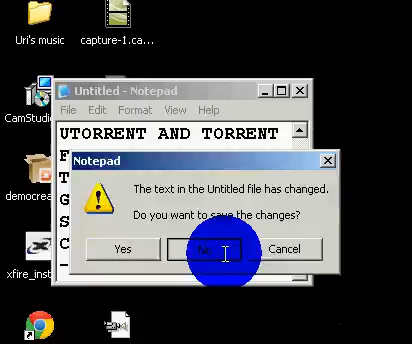 Uri's music
capture-1.ca...
CamStudio
democrea
xfire_inst
Untitled - Notepad
File Edit Format View Help
UTORRENT AND TORRENT
F
T
G
S
C
-
Notepad
The text in the Untitled file has changed.
Do you want to save the changes?
Yes
No
Cancel